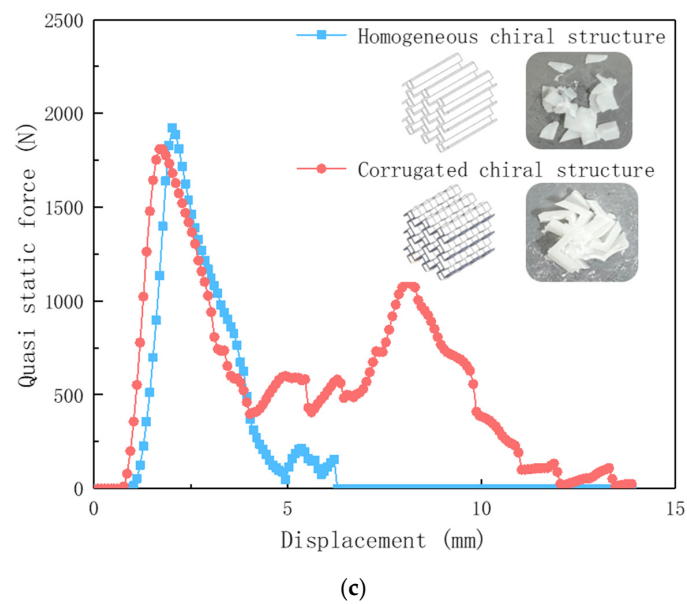 2500
Homogeneous chiral structure
2000
Corrugated chiral structure
1500
1000
500
0
0 5 10 15
Quasi static force (N)
Displacement (mm)
(c)